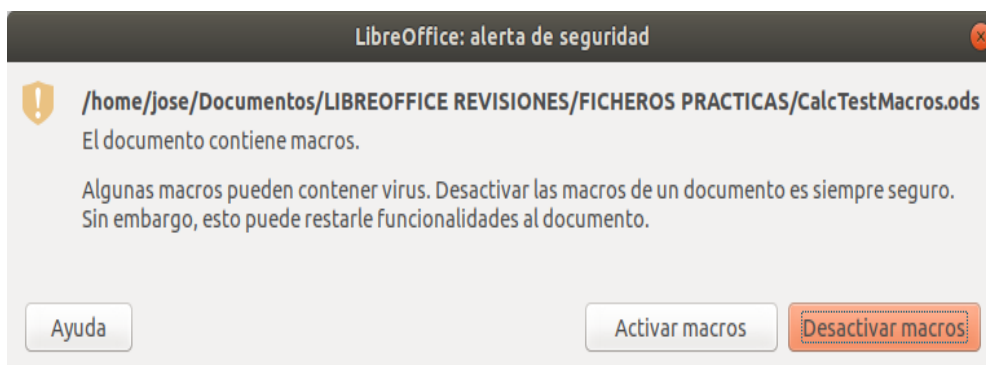 LibreOffice: alerta de seguridad
/home/jose/Documentos/LIBREOFFICE REVISIONES/FICHEROS PRACTICAS/CalcTestMacros.ods
El documento contiene macros.
Algunas macros pueden contener virus. Desactivar las macros de un documento es siempre seguro.
Sin embargo, esto puede restarle funcionalidades al documento.
Ayuda
Activar macros
Desactivar macros